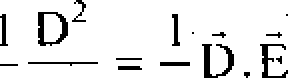 1 D² / = 1 D⃗.E⃗